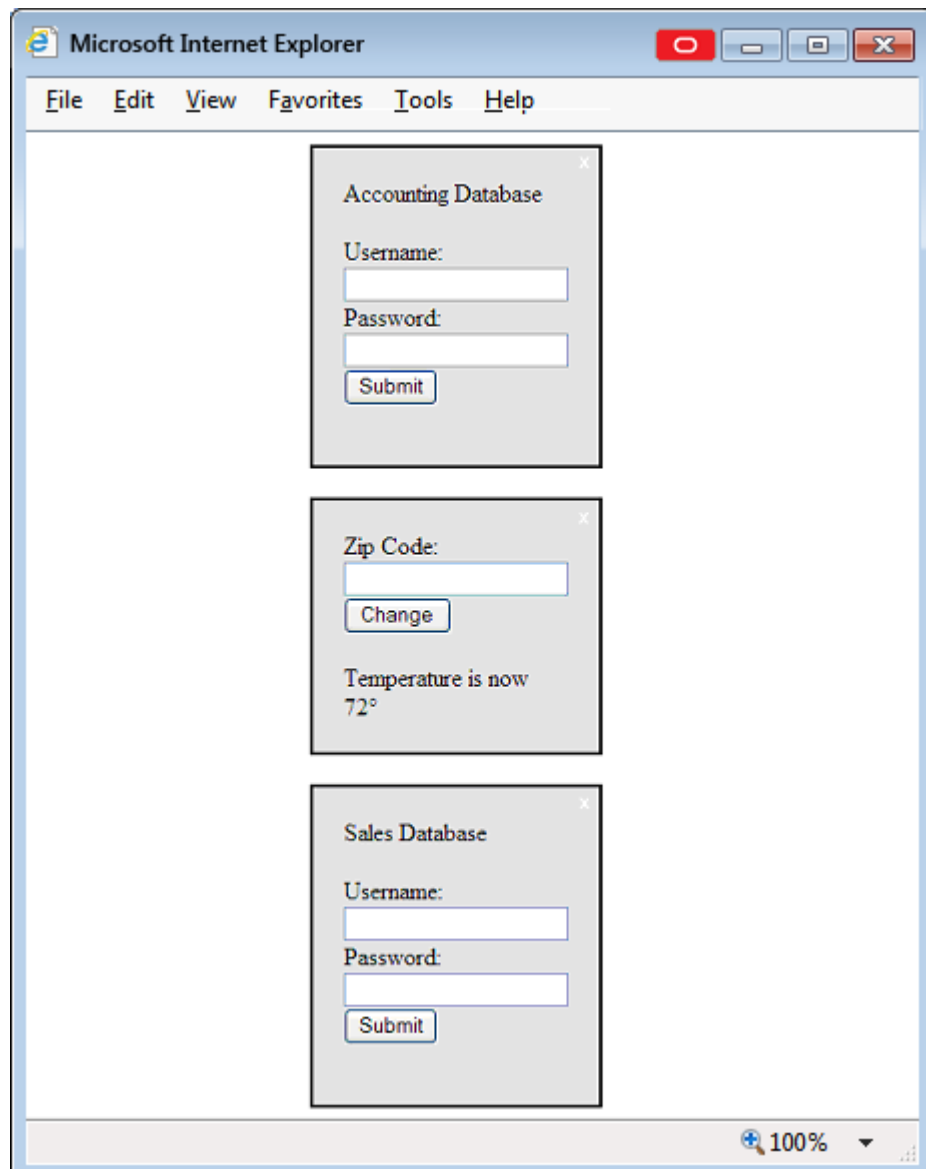 Microsoft Internet Explorer
File Edit View Favorites Tools Help
x
Accounting Database
Username:
Password:
Submit
x
Zip Code:
Change
Temperature is now
72°
x
Sales Database
Username:
Password:
Submit
100%